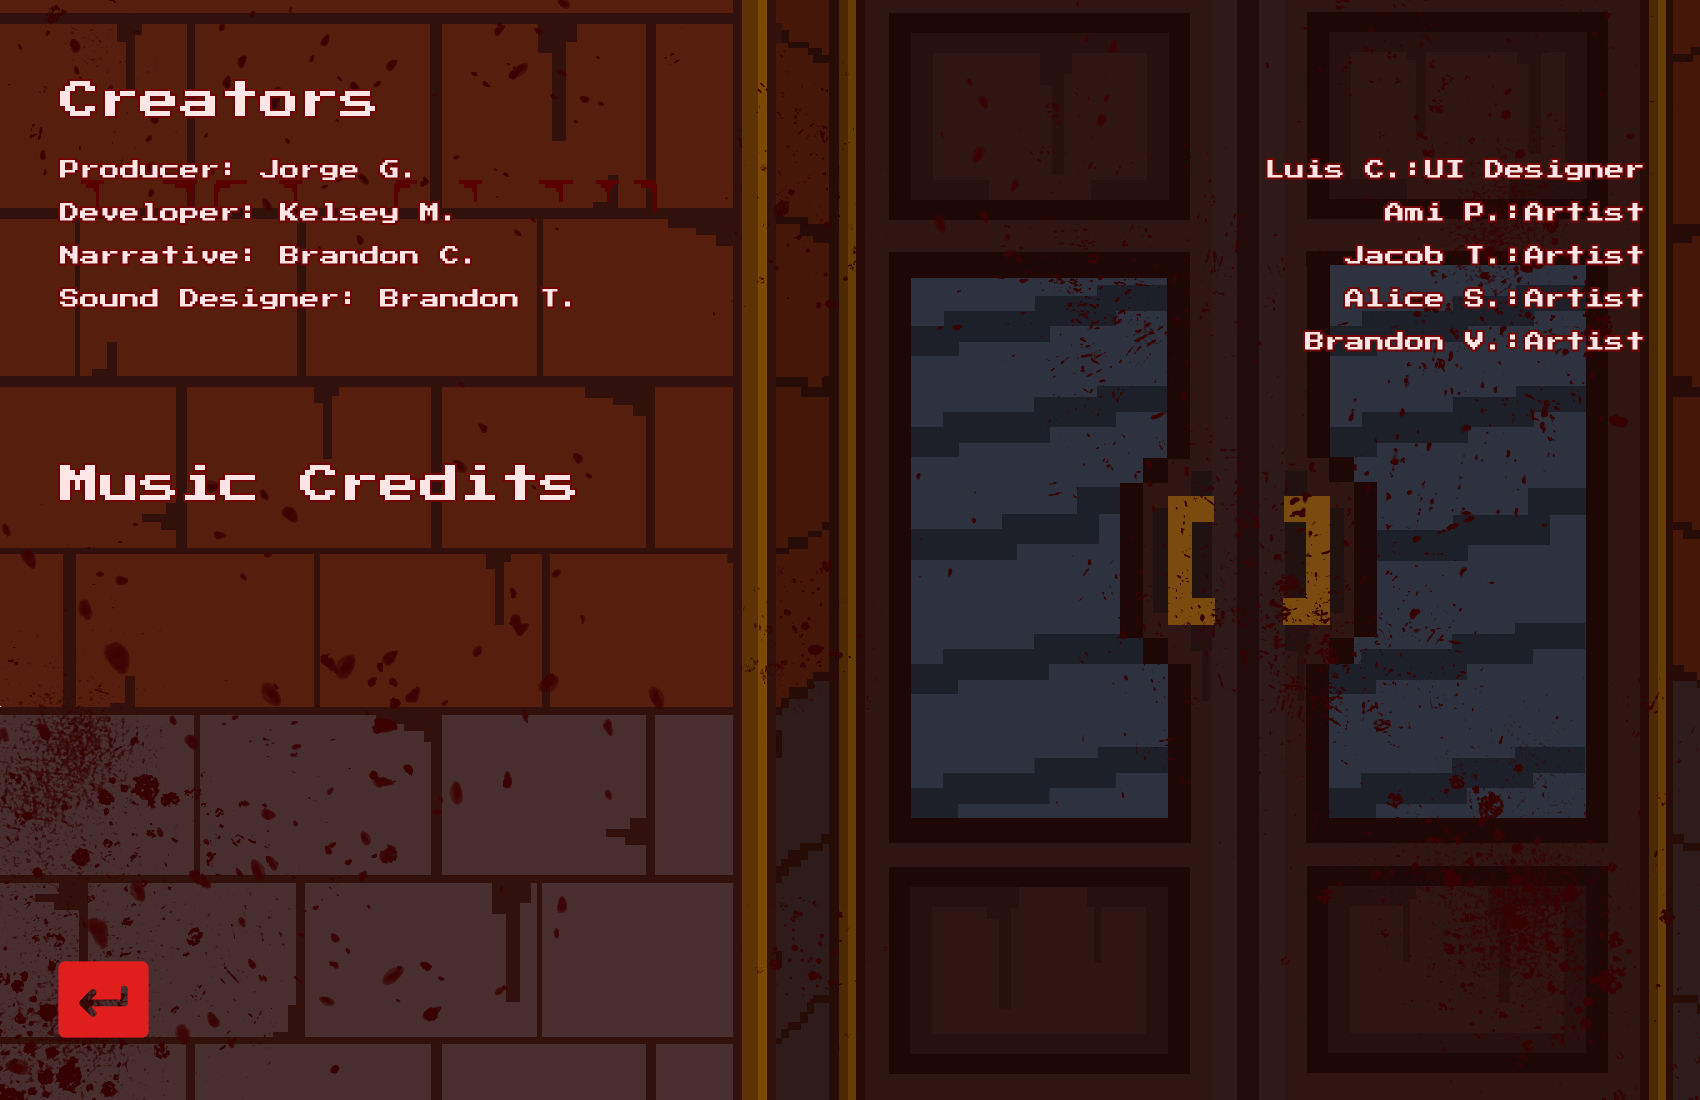 Creators
Producer: Jorge G.
Developer: Kelsey M.
Narrative: Brandon C.
Sound Designer: Brandon T.
Luis C.:UI Designer
Ami P.:Artist
Jacob T.:Artist
Alice S.:Artist
Brandon V.:Artist
Music Credits